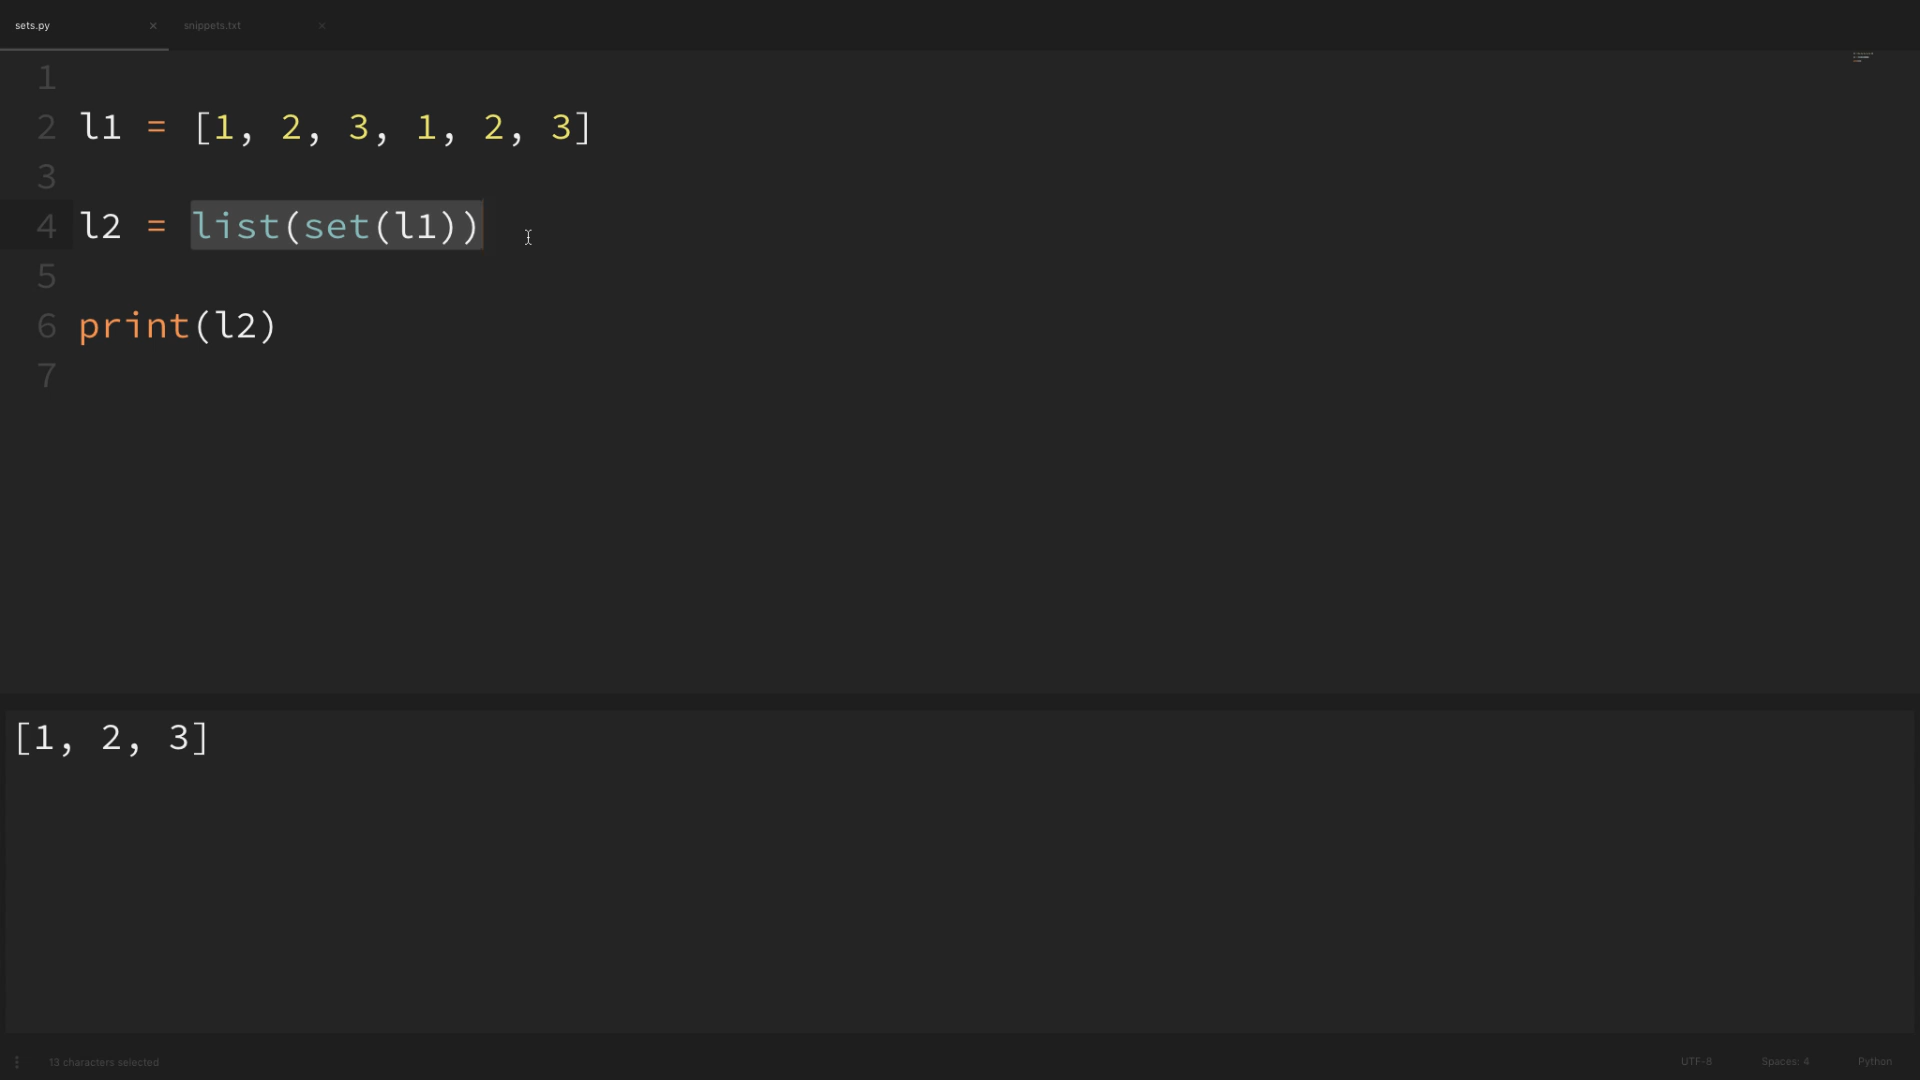 sets.py × snippets.txt ×
1
2 l1 = [1, 2, 3, 1, 2, 3]
3
4 l2 = list(set(l1))
5
6 print(l2)
7
[1, 2, 3]
13 characters selected UTF-8 Spaces: 4 Python